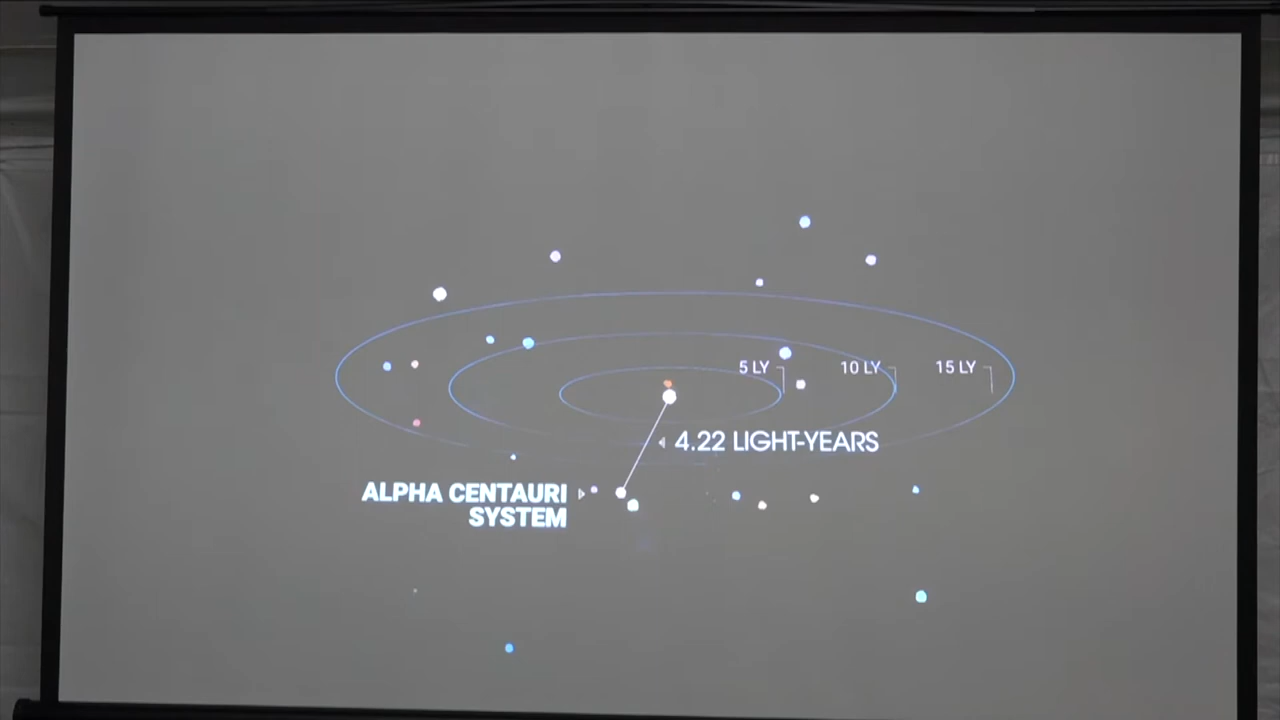 5 LY
10 LY
15 LY
4.22 LIGHT-YEARS
ALPHA CENTAURI
SYSTEM